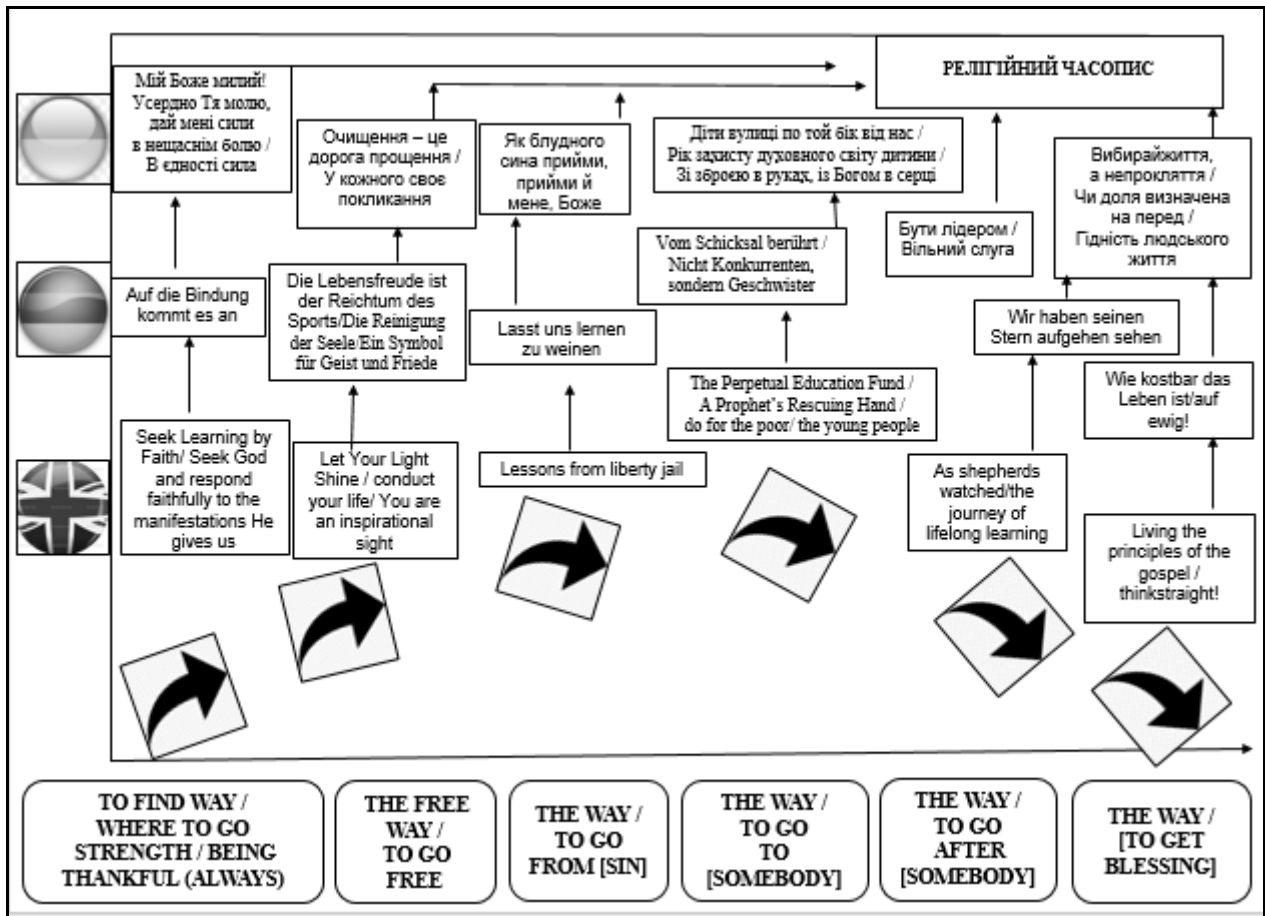 РЕЛІГІЙНИЙ ЧАСОПИС
Мій Боже милий!
Усердно Тя молю,
дай мені сили
в нещаснім болю /
В єдності сила
Очищення – це
дорога прощення /
У кожного своє
покликання
Як блудного
сина прийми,
прийми й
мене, Боже
Діти вулиці по той бік від нас /
Рік захисту духовного світу дитини /
Зі зброєю в руках, із Богом в серці
Бути лідером /
Вільний слуга
Вибирайжиття,
а непрокляття /
Чи доля визначена
на перед /
Гідність людського
життя
Auf die Bindung
kommt es an
Die Lebensfreude ist
der Reichtum des
Sports/Die Reinigung
der Seele/Ein Symbol
für Geist und Friede
Lasst uns lernen
zu weinen
Vom Schicksal berührt /
Nicht Konkurrenten,
sondern Geschwister
Wir haben seinen
Stern aufgehen sehen
Wie kostbar das
Leben ist/auf
ewig!
Seek Learning by
Faith/ Seek God
and respond
faithfully to the
manifestations He
gives us
Let Your Light
Shine / conduct
your life/ You are
an inspirational
sight
Lessons from liberty jail
The Perpetual Education Fund /
A Prophet's Rescuing Hand /
do for the poor/ the young people
As shepherds
watched/the
journey of
lifelong learning
Living the
principles of the
gospel /
thinkstraight!
TO FIND WAY /
WHERE TO GO
STRENGTH / BEING
THANKFUL (ALWAYS)
THE FREE
WAY /
TO GO
FREE
THE WAY /
TO GO
FROM [SIN]
THE WAY /
TO GO
TO
[SOMEBODY]
THE WAY /
TO GO
AFTER
[SOMEBODY]
THE WAY /
[TO GET
BLESSING]